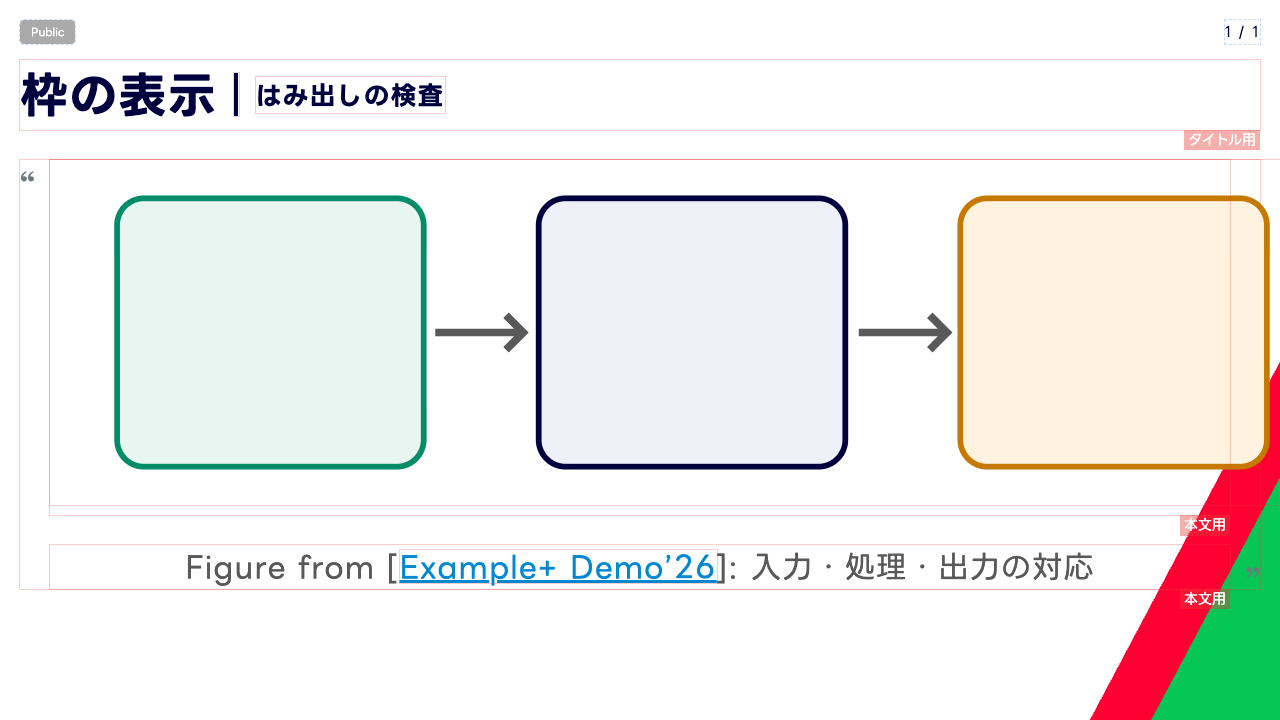 Public
1 / 1
枠の表示 | はみ出しの検査
タイトル用
“
本文用
Figure from [Example+ Demo’26]: 入力・処理・出力の対応
”
本文用